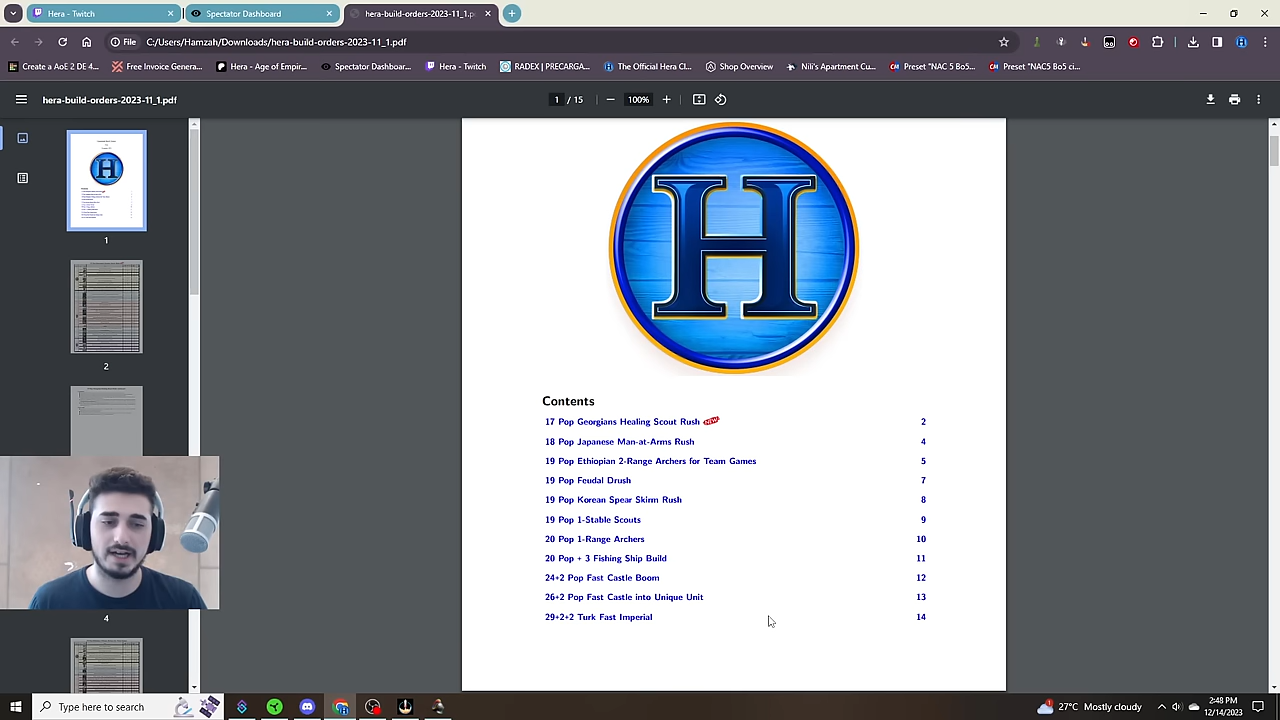 Hera - Twitch
Spectator Dashboard
hera-build-orders-2023-11_1.p
File
C:/Users/Hamzah/Downloads/hera-build-orders-2023-11_1.pdf
Create a AoE 2 DE 4...
Free Invoice Genera...
Hera - Age of Empir...
Spectator Dashboar...
Hera - Twitch
RADEX | PRECARGA...
The Official Hera Cl...
Shop Overview
Nili's Apartment Cu...
Preset "NAC 5 Bo5...
Preset "NAC5 Bo5 ci...
hera-build-orders-2023-11_1.pdf
1 / 15
100%
H
Contents
17 Pop Georgians Healing Scout Rush NEW 2
18 Pop Japanese Man-at-Arms Rush 4
19 Pop Ethiopian 2-Range Archers for Team Games 5
19 Pop Feudal Drush 7
19 Pop Korean Spear Skirm Rush 8
19 Pop 1-Stable Scouts 9
20 Pop 1-Range Archers 10
20 Pop + 3 Fishing Ship Build 11
24+2 Pop Fast Castle Boom 12
26+2 Pop Fast Castle into Unique Unit 13
29+2+2 Turk Fast Imperial 14
1
2
4
Type here to search
27°C Mostly cloudy
2:48 PM
12/14/2023